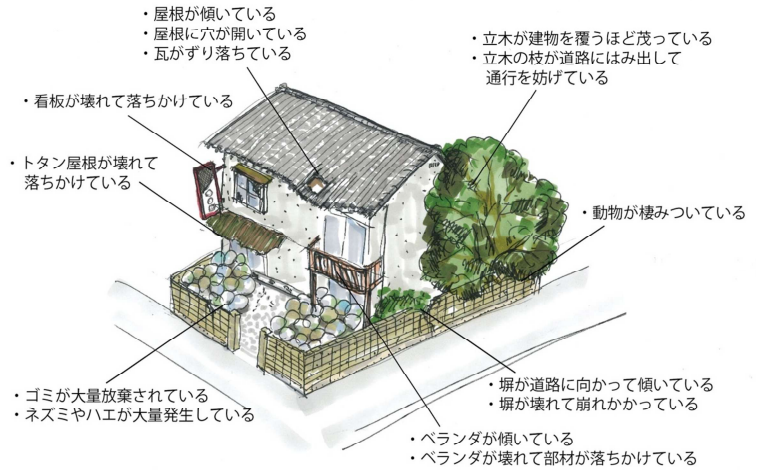 ・屋根が傾いている
・屋根に穴が開いている
・瓦がずり落ちている
・立木が建物を覆うほど茂っている
・立木の枝が道路にはみ出して
通行を妨げている
・看板が壊れて落ちかけている
・トタン屋根が壊れて
落ちかけている
・動物が棲みついている
・ゴミが大量放棄されている
・ネズミやハエが大量発生している
・塀が道路に向かって傾いている
・塀が壊れて崩れかかっている
・ベランダが傾いている
・ベランダが壊れて部材が落ちかけている